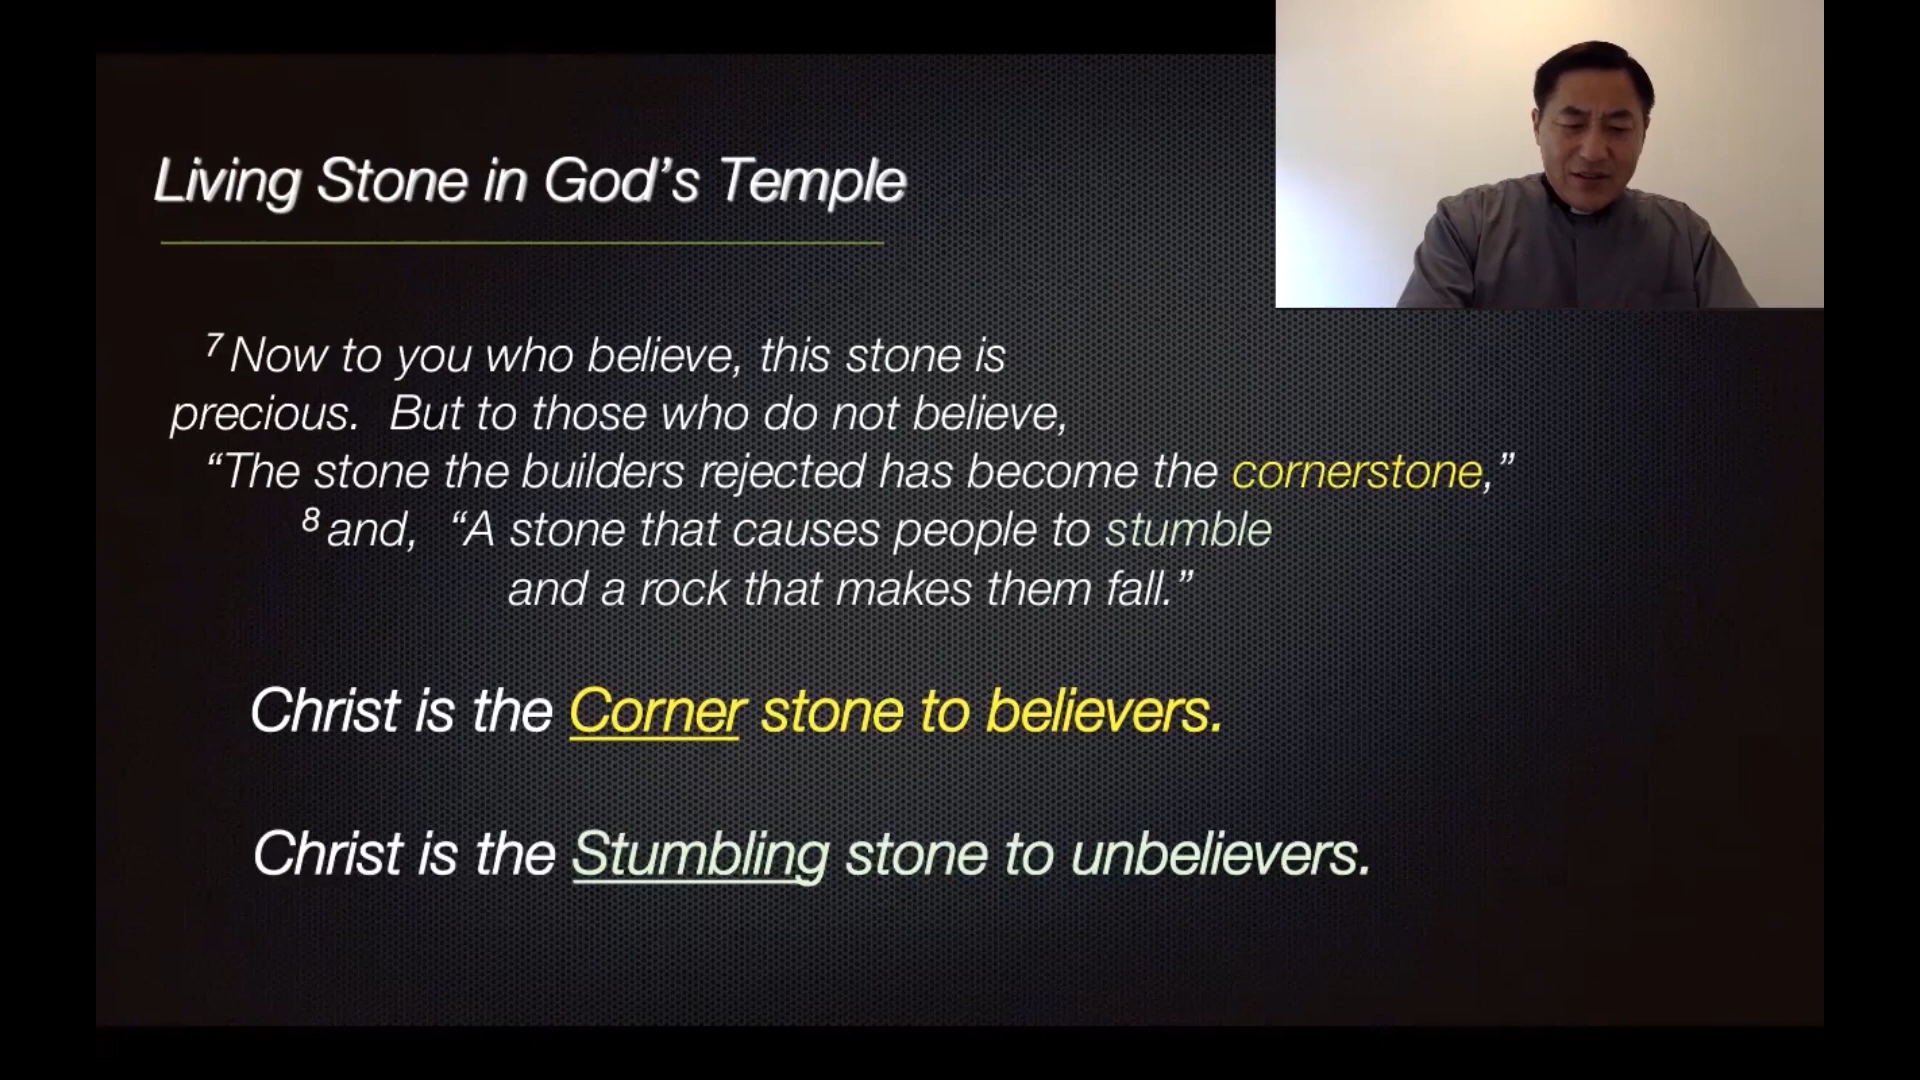 Living Stone in God’s Temple
7 Now to you who believe, this stone is
precious. But to those who do not believe,
“The stone the builders rejected has become the cornerstone,”
8 and, “A stone that causes people to stumble
and a rock that makes them fall.”
Christ is the Corner stone to believers.
Christ is the Stumbling stone to unbelievers.